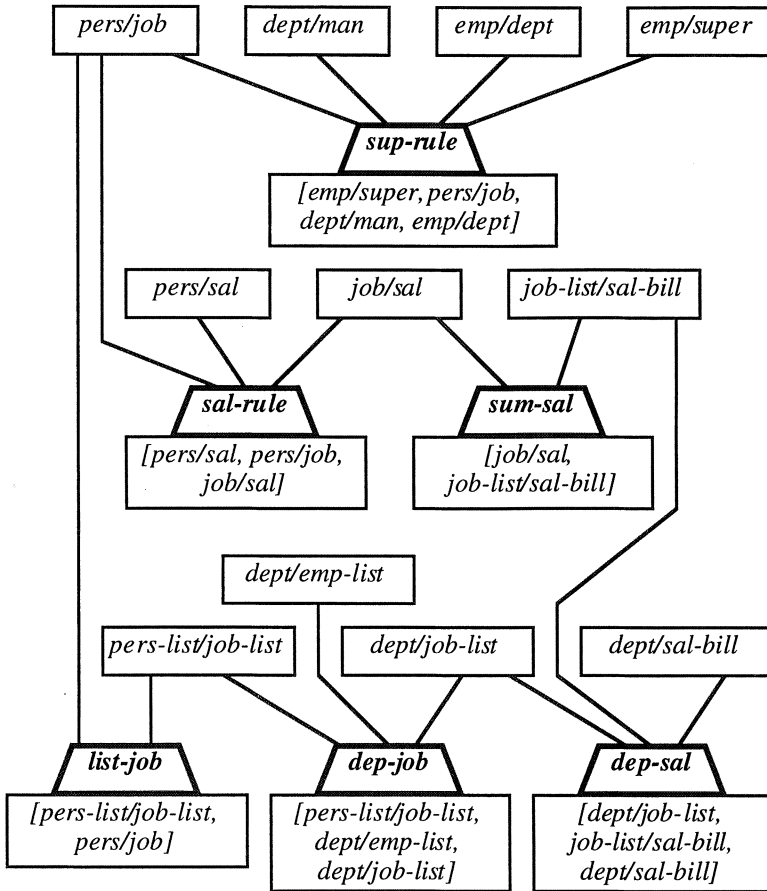 pers/job
dept/man
emp/dept
emp/super
sup-rule
[emp/super, pers/job,
dept/man, emp/dept]
pers/sal
job/sal
job-list/sal-bill
sal-rule
sum-sal
[pers/sal, pers/job,
job/sal]
[job/sal,
job-list/sal-bill]
dept/emp-list
pers-list/job-list
dept/job-list
dept/sal-bill
list-job
dep-job
dep-sal
[pers-list/job-list,
pers/job]
[pers-list/job-list,
dept/emp-list,
dept/job-list]
[dept/job-list,
job-list/sal-bill,
dept/sal-bill]